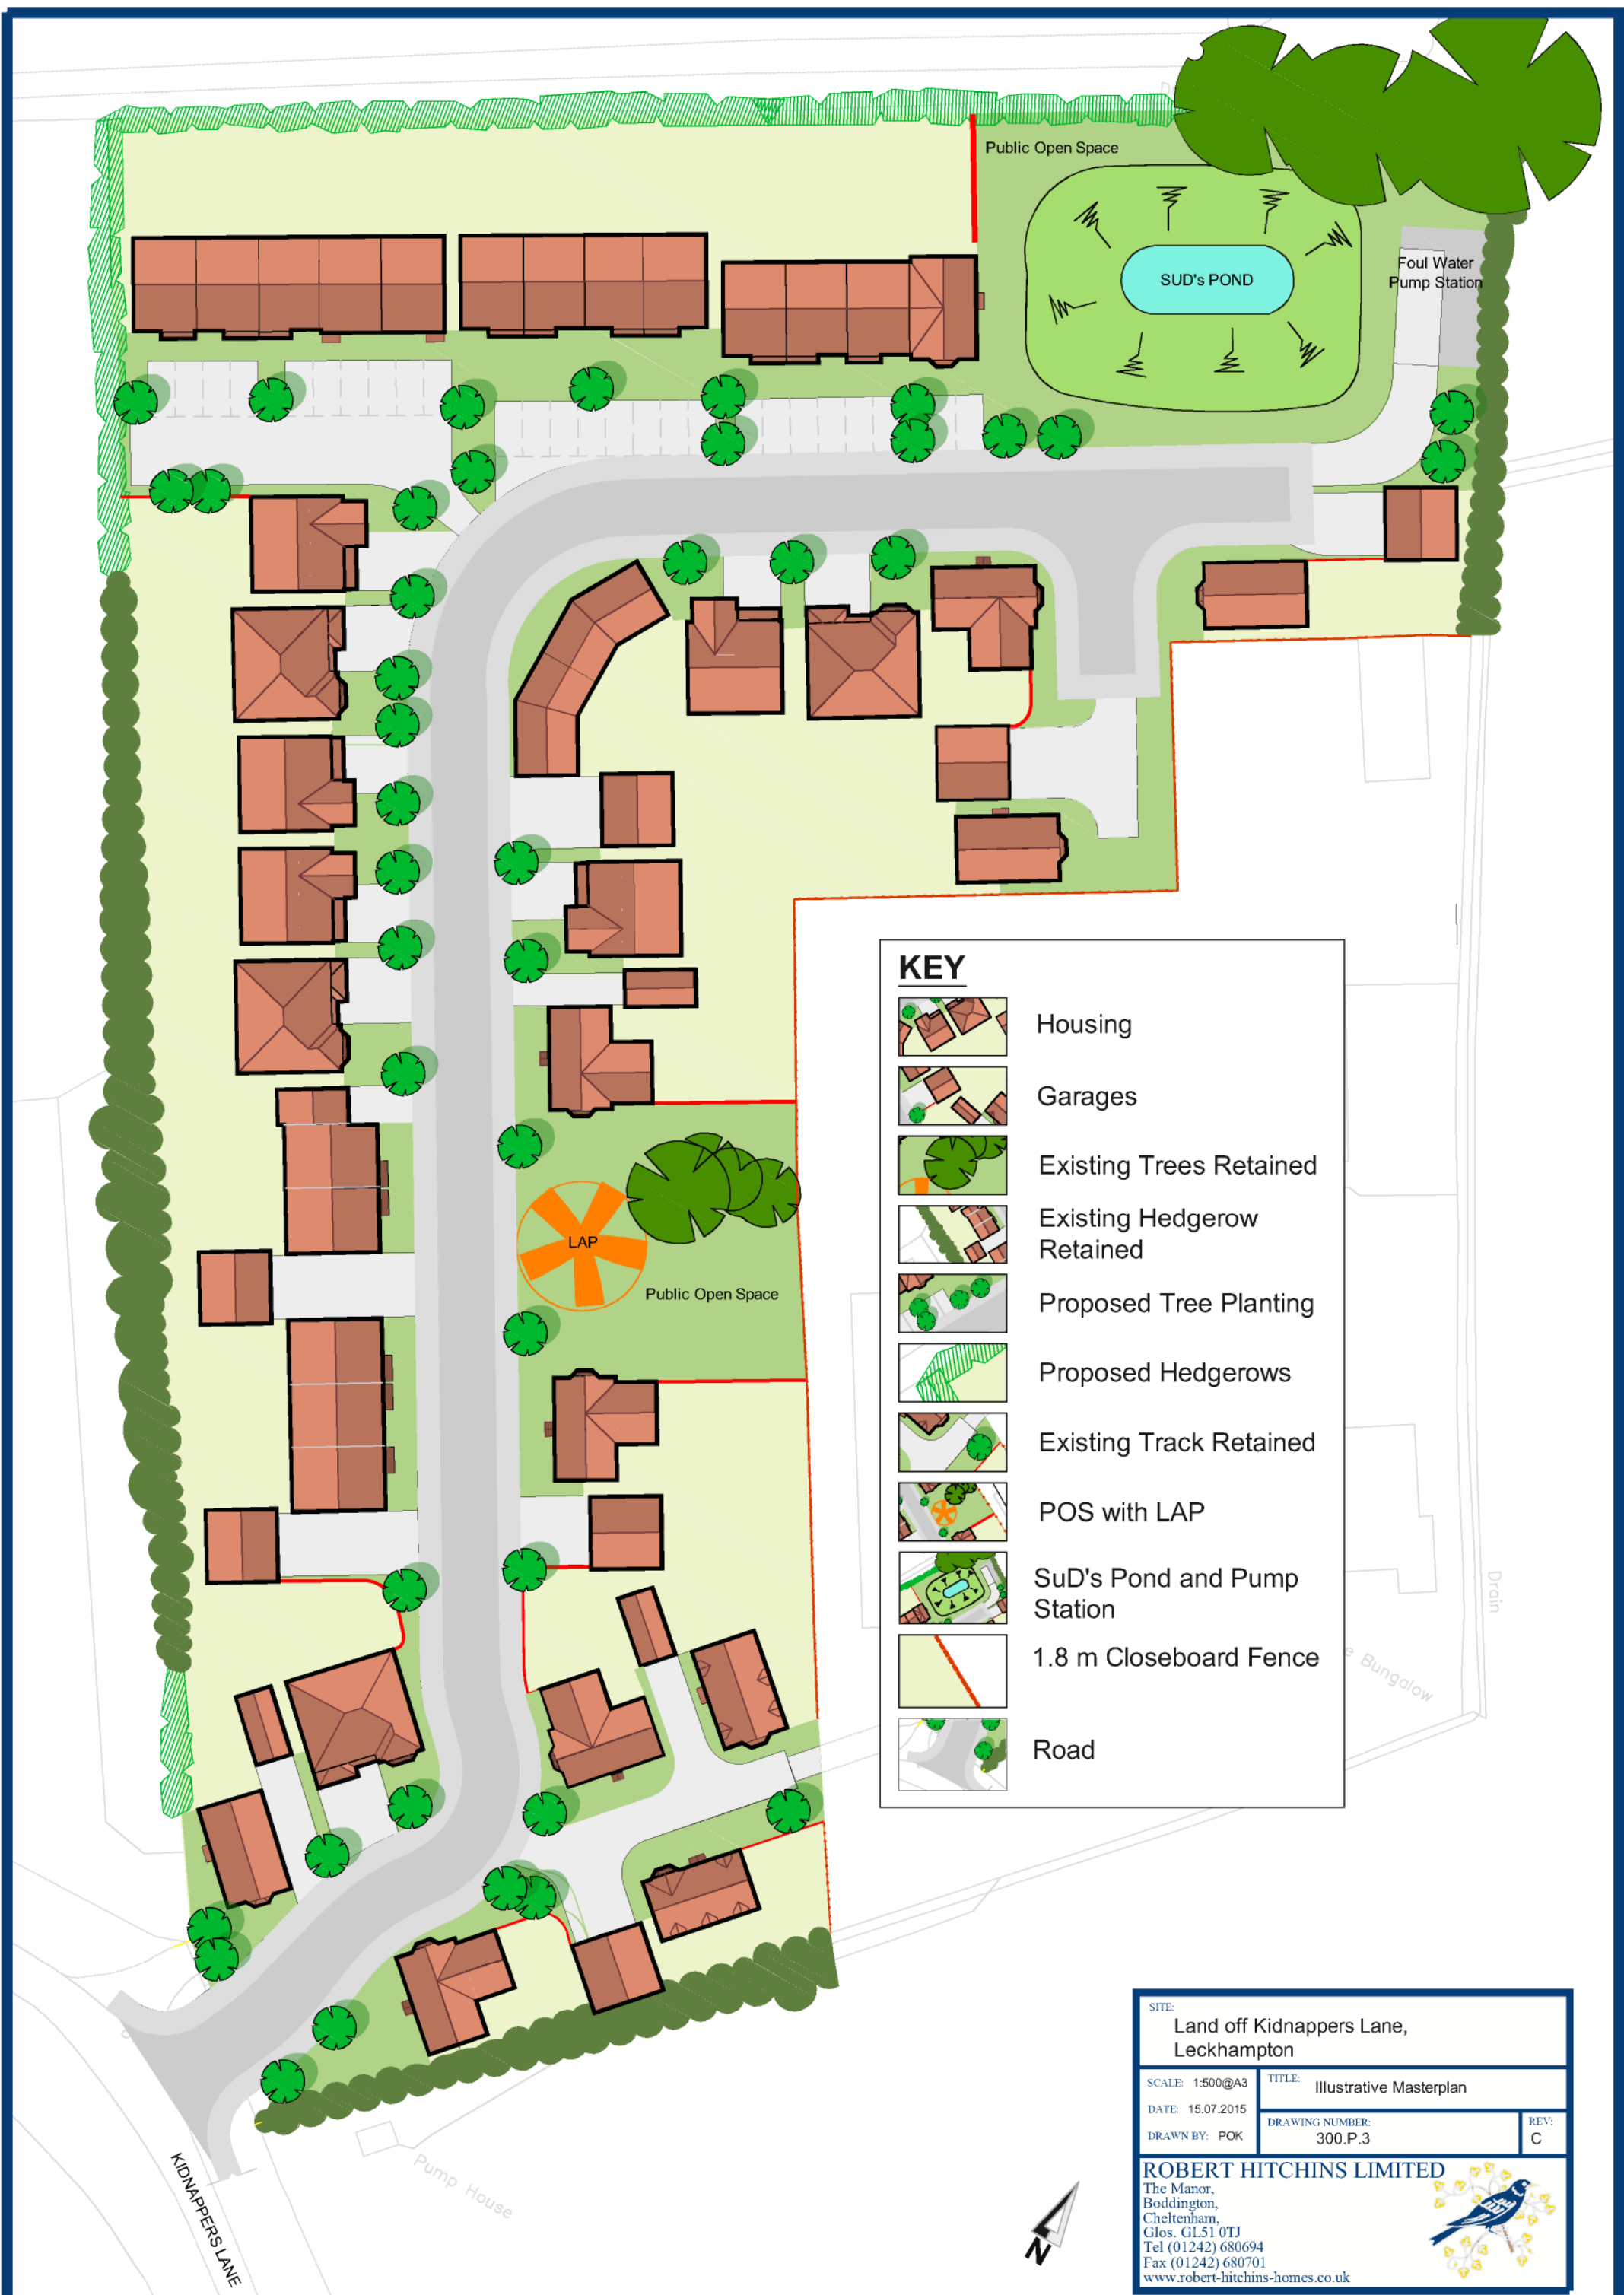 Public Open Space
SUD's POND
Foul Water
Pump Station
LAP
Public Open Space
KEY
Housing
Garages
Existing Trees Retained
Existing Hedgerow
Retained
Proposed Tree Planting
Proposed Hedgerows
Existing Track Retained
POS with LAP
SuD's Pond and Pump
Station
1.8 m Closeboard Fence
Road
Drain
Bungalow
Pump House
KIDNAPPERS LANE
N
SITE:
Land off Kidnappers Lane,
Leckhampton
SCALE: 1:500@A3
DATE: 15.07.2015
DRAWN BY: POK
TITLE:
Illustrative Masterplan
DRAWING NUMBER:
300.P.3
REV:
C
ROBERT HITCHINS LIMITED
The Manor,
Boddington,
Cheltenham,
Glos. GL51 0TJ
Tel (01242) 680694
Fax (01242) 680701
www.robert-hitchins-homes.co.uk